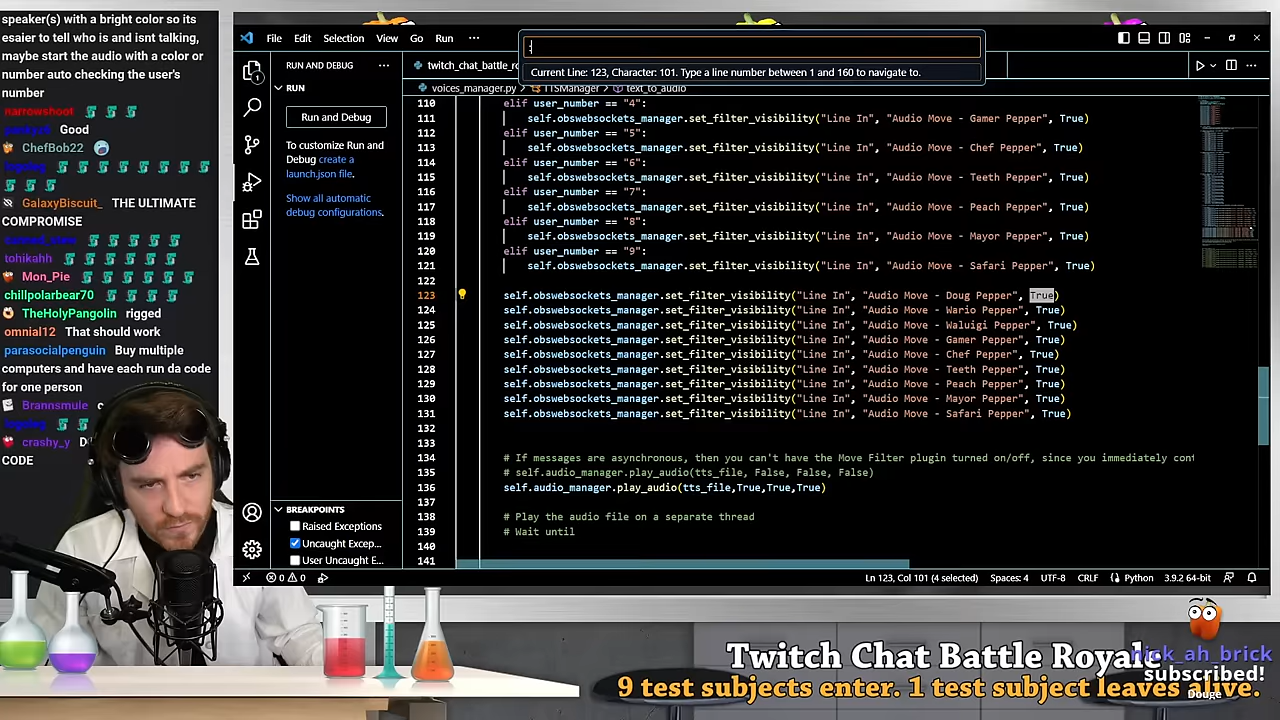 speaker(s) with a bright color so its
esaier to tell who is and isnt talking,
maybe start the audio with a color or
number auto checking the user's
number
narrowshoot
Good
ChefBob22
GalaxyBiscuit_ THE ULTIMATE
COMPROMISE
tohikahh
Mon_Pie
chillpolarbear70
TheHolyPangolin rigged
omnial12 That should work
parasocialpenguin Buy multiple
computers and have each run da code
for one person
Brannsmule
crashy_y
CODE
File Edit Selection View Go Run ···
:
Current Line: 123, Character: 101. Type a line number between 1 and 160 to navigate to.
RUN AND DEBUG ···
twitch_chat_battle_ro
RUN
voices_manager.py > TTSManager > text_to_audio
Run and Debug
To customize Run and
Debug create a
launch.json file.
Show all automatic
debug configurations.
110 elif user_number == "4":
111 self.obswebsockets_manager.set_filter_visibility("Line In", "Audio Move - Gamer Pepper", True)
112 elif user_number == "5":
113 self.obswebsockets_manager.set_filter_visibility("Line In", "Audio Move - Chef Pepper", True)
114 elif user_number == "6":
115 self.obswebsockets_manager.set_filter_visibility("Line In", "Audio Move - Teeth Pepper", True)
116 elif user_number == "7":
117 self.obswebsockets_manager.set_filter_visibility("Line In", "Audio Move - Peach Pepper", True)
118 elif user_number == "8":
119 self.obswebsockets_manager.set_filter_visibility("Line In", "Audio Move - Mayor Pepper", True)
120 elif user_number == "9":
121 self.obswebsockets_manager.set_filter_visibility("Line In", "Audio Move - Safari Pepper", True)
122
123 self.obswebsockets_manager.set_filter_visibility("Line In", "Audio Move - Doug Pepper", True)
124 self.obswebsockets_manager.set_filter_visibility("Line In", "Audio Move - Wario Pepper", True)
125 self.obswebsockets_manager.set_filter_visibility("Line In", "Audio Move - Waluigi Pepper", True)
126 self.obswebsockets_manager.set_filter_visibility("Line In", "Audio Move - Gamer Pepper", True)
127 self.obswebsockets_manager.set_filter_visibility("Line In", "Audio Move - Chef Pepper", True)
128 self.obswebsockets_manager.set_filter_visibility("Line In", "Audio Move - Teeth Pepper", True)
129 self.obswebsockets_manager.set_filter_visibility("Line In", "Audio Move - Peach Pepper", True)
130 self.obswebsockets_manager.set_filter_visibility("Line In", "Audio Move - Mayor Pepper", True)
131 self.obswebsockets_manager.set_filter_visibility("Line In", "Audio Move - Safari Pepper", True)
132
133
134 # If messages are asynchronous, then you can't have the Move Filter plugin turned on/off, since you immediately cont
135 # self.audio_manager.play_audio(tts_file, False, False, False)
136 self.audio_manager.play_audio(tts_file,True,True,True)
137
138 # Play the audio file on a separate thread
139 # Wait until
140
141
BREAKPOINTS
Raised Exceptions
Uncaught Excep...
User Uncaught E...
0 0
Ln 123, Col 101 (4 selected) Spaces: 4 UTF-8 CRLF Python 3.9.2 64-bit
Twitch Chat Battle Royale
9 test subjects enter. 1 test subject leaves alive.
nick_ah_brick
subscribed!
Douge